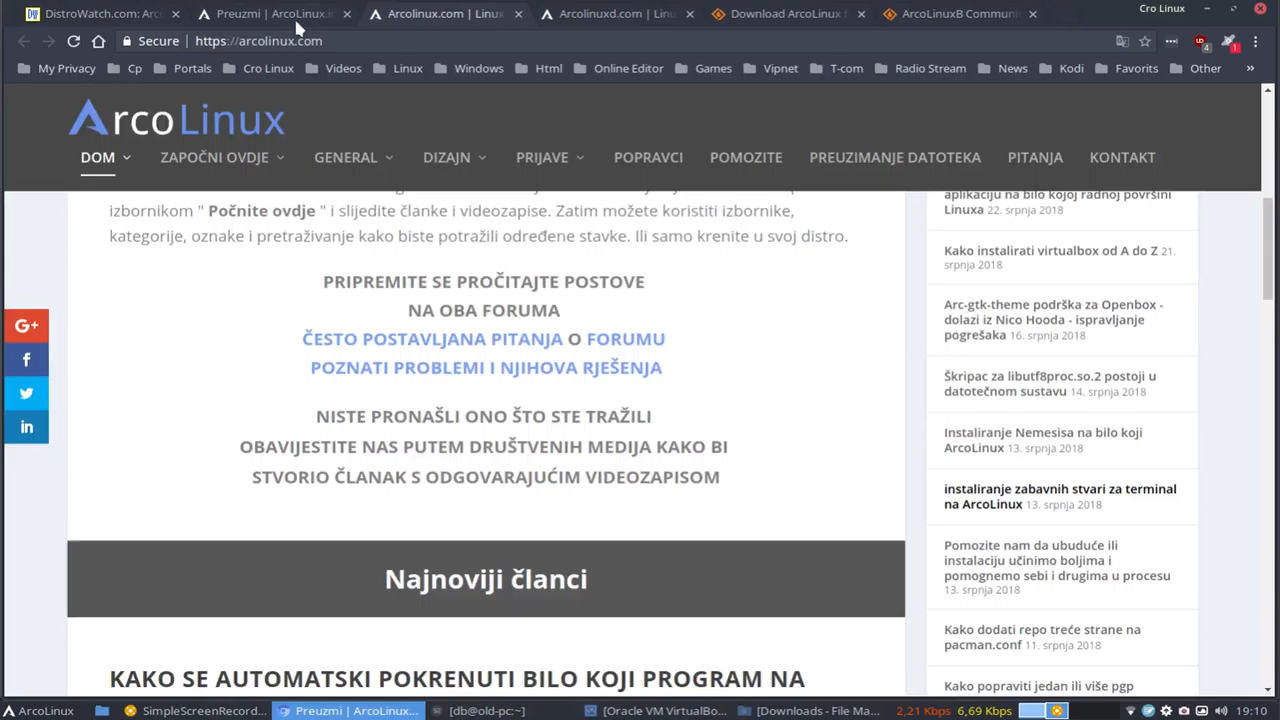 DistroWatch.com: Arc
Preuzmi | ArcoLinux.in
Arcolinux.com | Linux
Arcolinuxd.com | Linu
Download ArcoLinux f
ArcoLinuxB Communi
Cro Linux
Secure
https://arcolinux.com
My Privacy
Cp
Portals
Cro Linux
Videos
Linux
Windows
Html
Online Editor
Games
Vipnet
T-com
Radio Stream
News
Kodi
Favorits
Other
»
ArcoLinux
DOM
ZAPOČNI OVDJE
GENERAL
DIZAJN
PRIJAVE
POPRAVCI
POMOZITE
PREUZIMANJE DATOTEKA
PITANJA
KONTAKT
izbornikom " Počnite ovdje " i slijedite članke i videozapise. Zatim možete koristiti izbornike,
kategorije, oznake i pretraživanje kako biste potražili određene stavke. Ili samo krenite u svoj distro.
PRIPREMITE SE PROČITAJTE POSTOVE
NA OBA FORUMA
ČESTO POSTAVLJANA PITANJA O FORUMU
POZNATI PROBLEMI I NJIHOVA RJEŠENJA
NISTE PRONAŠLI ONO ŠTO STE TRAŽILI
OBAVIJESTITE NAS PUTEM DRUŠTVENIH MEDIJA KAKO BI
STVORIO ČLANAK S ODGOVARAJUĆIM VIDEOZAPISOM
Najnoviji članci
KAKO SE AUTOMATSKI POKRENUTI BILO KOJI PROGRAM NA
aplikaciju na bilo kojoj radnoj površini
Linuxa 22. srpnja 2018
Kako instalirati virtualbox od A do Z 21.
srpnja 2018
Arc-gtk-theme podrška za Openbox -
dolazi iz Nico Hooda - ispravljanje
pogrešaka 16. srpnja 2018
Škripac za libutf8proc.so.2 postoji u
datotečnom sustavu 14. srpnja 2018
Instaliranje Nemesisa na bilo koji
ArcoLinux 13. srpnja 2018
instaliranje zabavnih stvari za terminal
na ArcoLinux 13. srpnja 2018
Pomozite nam da ubuduće ili
instalaciju učinimo boljima i
pomognemo sebi i drugima u procesu
13. srpnja 2018
Kako dodati repo treće strane na
pacman.conf 11. srpnja 2018
Kako popraviti jedan ili više pgp
G+
f
in
4
1
ArcoLinux
SimpleScreenRecord...
Preuzmi | ArcoLinux...
[db@old-pc:~]
[Oracle VM VirtualBo...
[Downloads - File Ma...
2,21 Kbps
6,69 Kbps
19:10